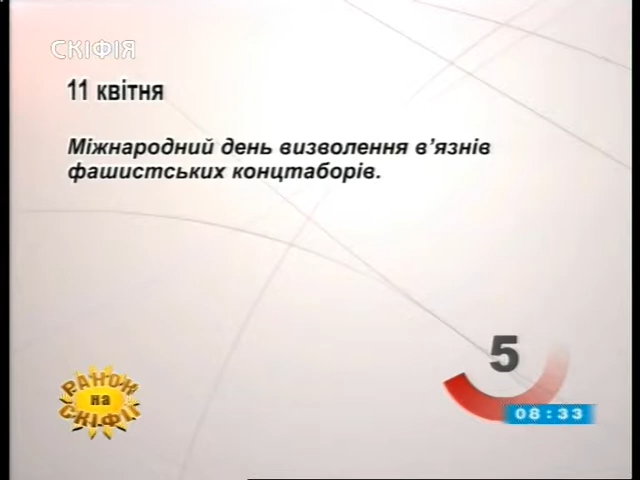 СКІФІЯ
11 квітня
Міжнародний день визволення в'язнів
фашистських концтаборів.
5
08:33
РАНОК
на
СКІФІЇ